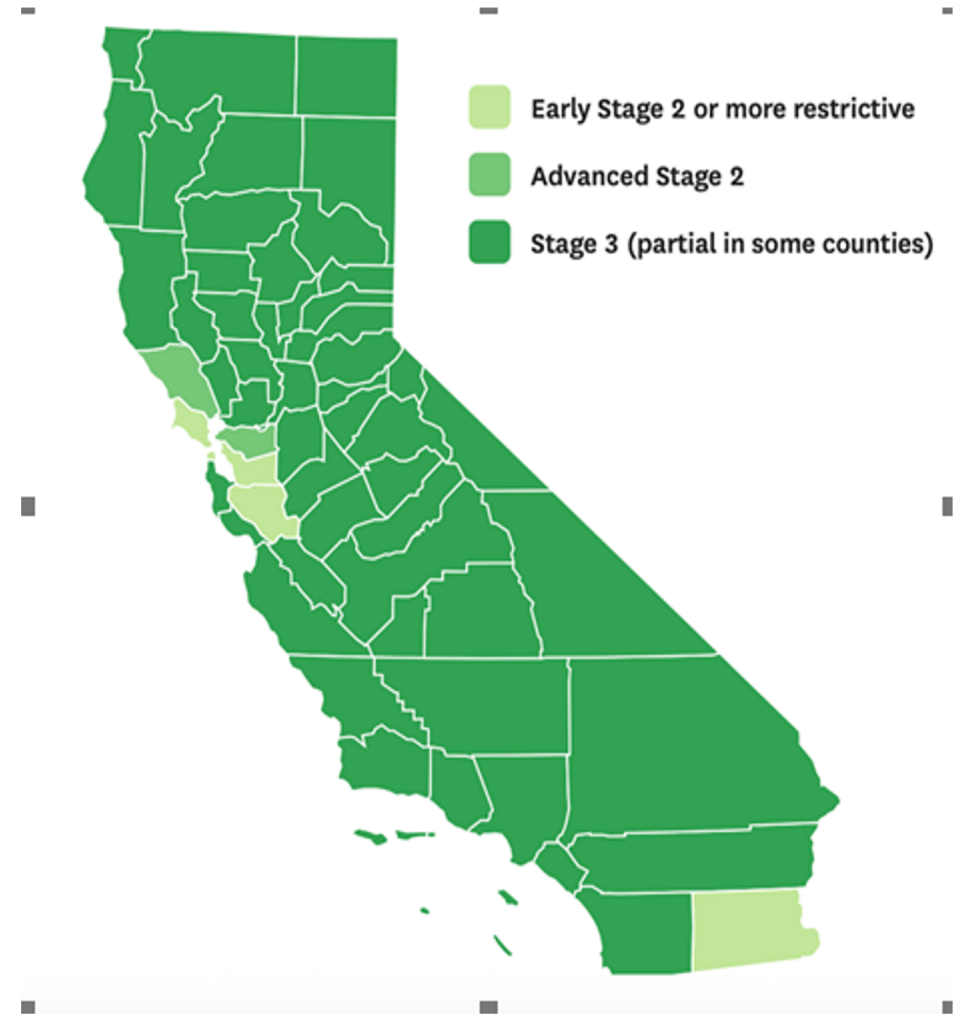 Early Stage 2 or more restrictive
Advanced Stage 2
Stage 3 (partial in some counties)